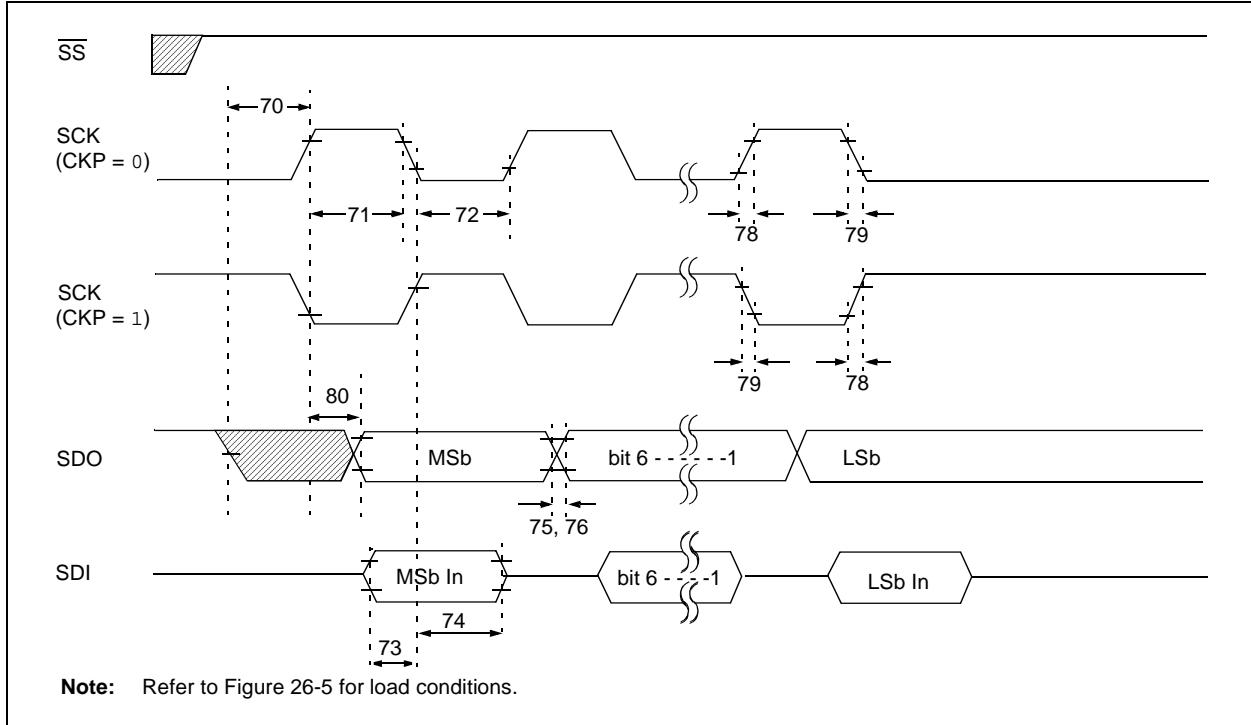 SS
70
SCK
(CKP = 0)
71
72
78
79
SCK
(CKP = 1)
79
78
80
SDO
MSb
bit 6 - - - - - -1
LSb
75, 76
SDI
MSb In
bit 6 - - - - -1
LSb In
74
73
Note: Refer to Figure 26-5 for load conditions.